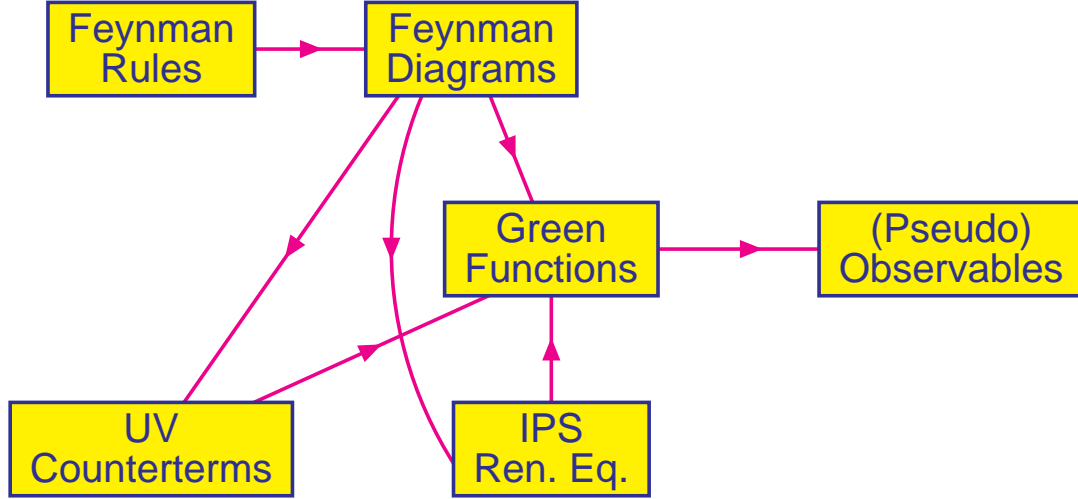 Feynman
Rules
Feynman
Diagrams
Green
Functions
(Pseudo)
Observables
UV
Counterterms
IPS
Ren. Eq.